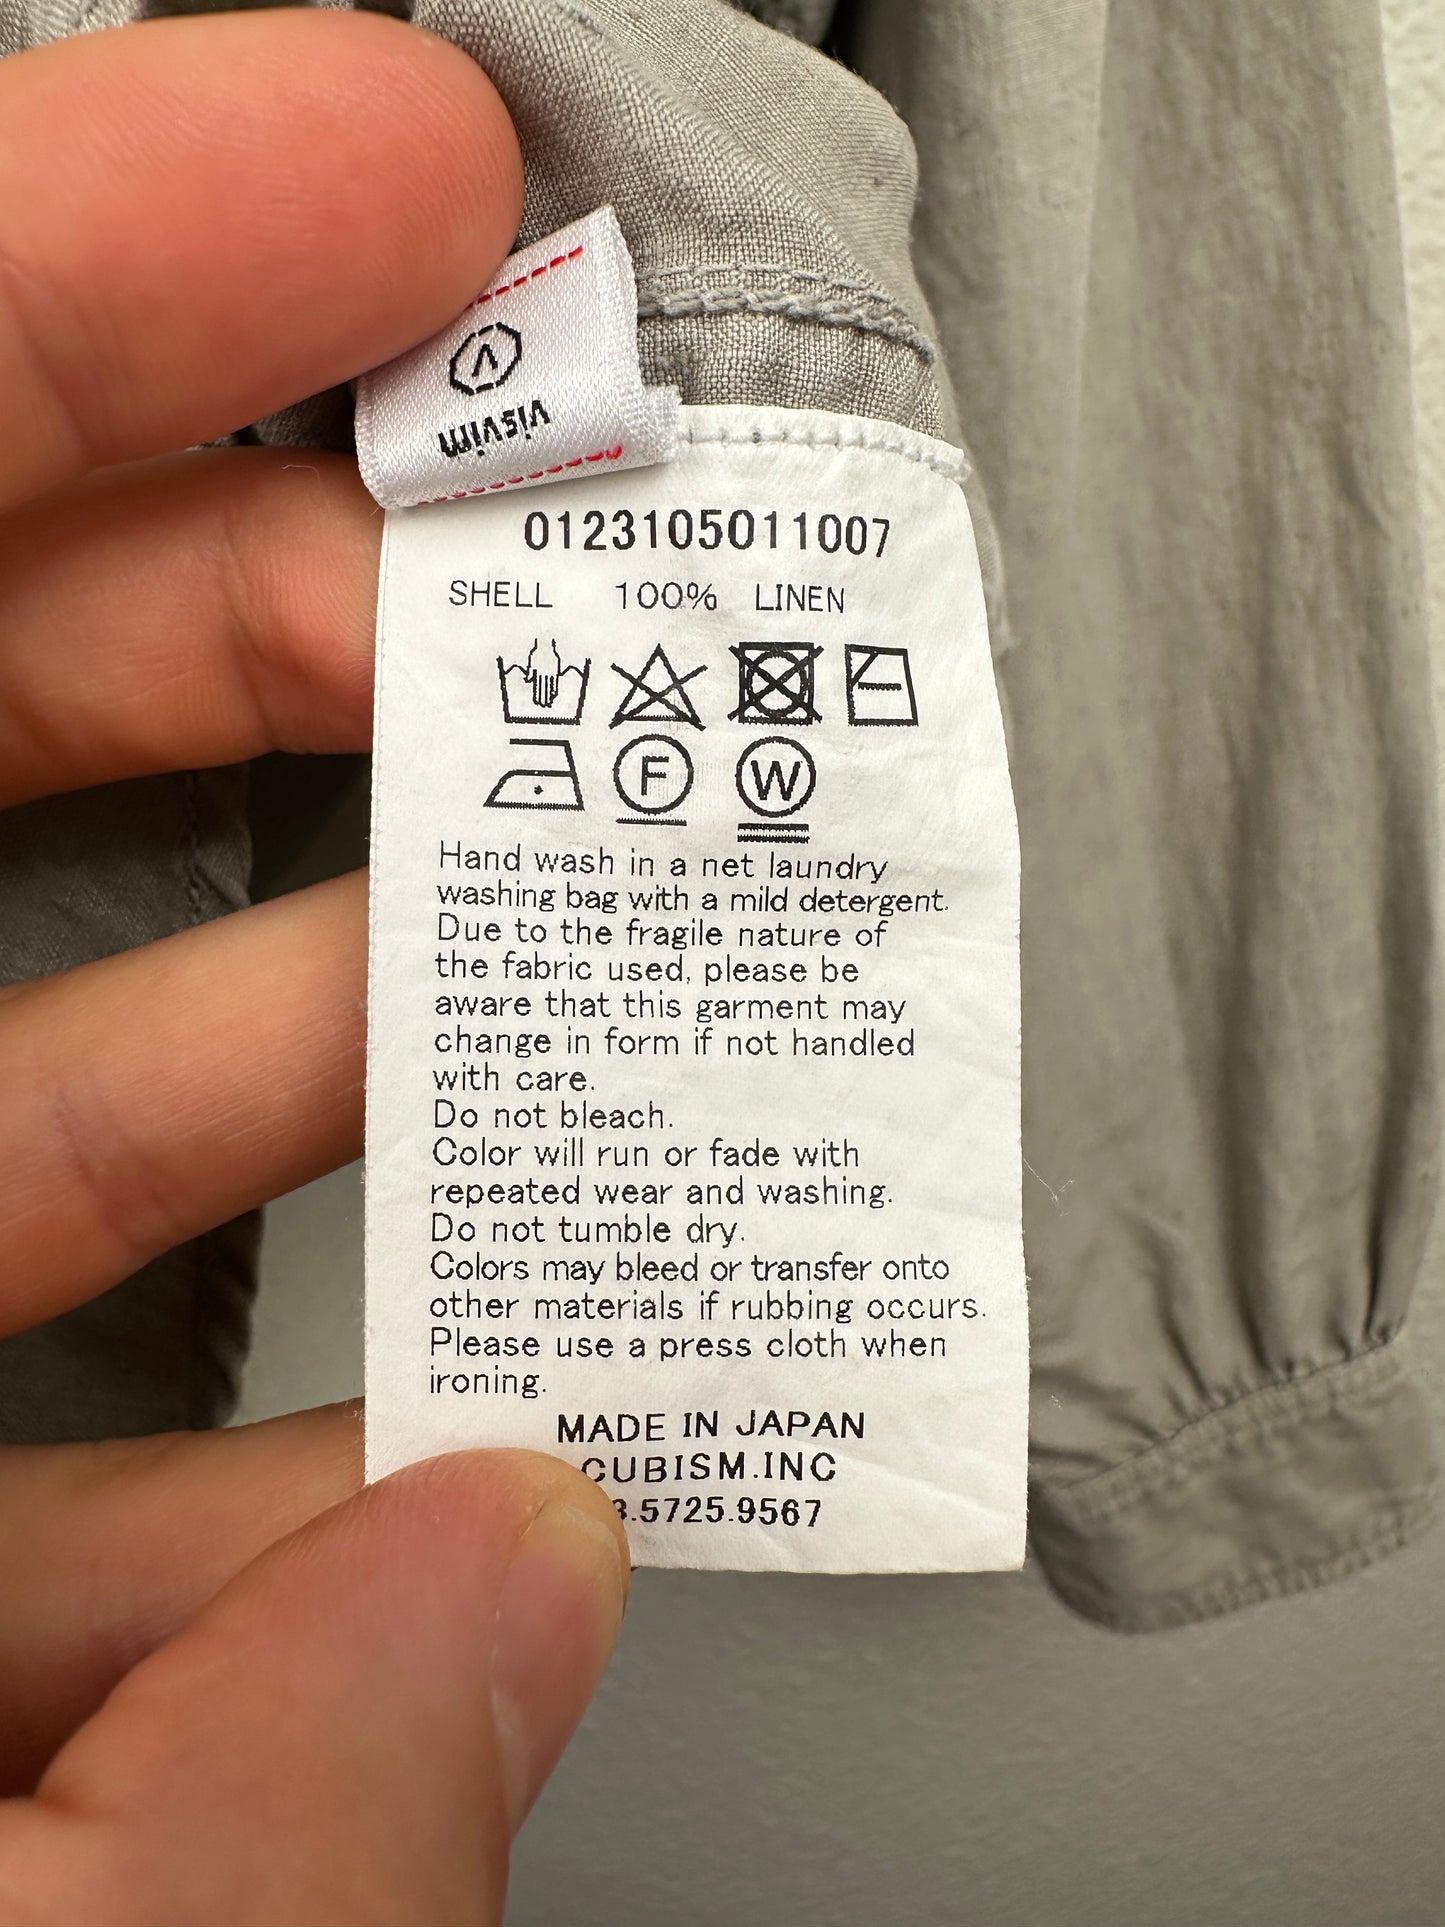 visvim
0123105011007
SHELL 100% LINEN
F W
Hand wash in a net laundry
washing bag with a mild detergent.
Due to the fragile nature of
the fabric used, please be
aware that this garment may
change in form if not handled
with care.
Do not bleach.
Color will run or fade with
repeated wear and washing.
Do not tumble dry.
Colors may bleed or transfer onto
other materials if rubbing occurs.
Please use a press cloth when
ironing.
MADE IN JAPAN
CUBISM.INC
3.5725.9567